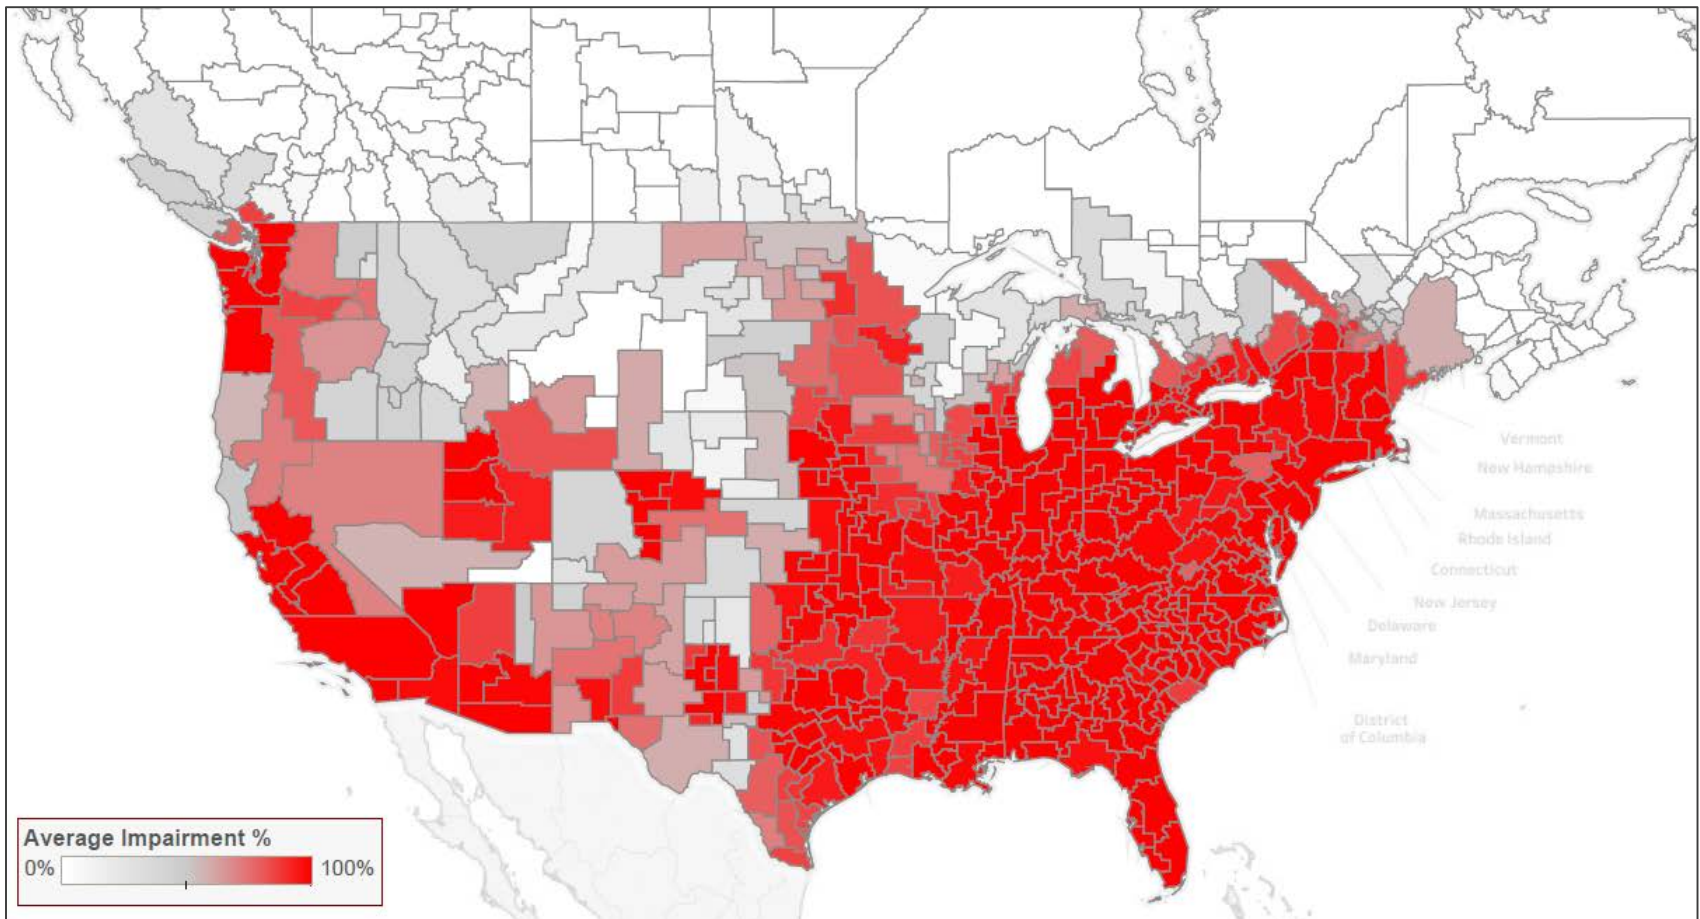 Vermont
New Hampshire
Massachusetts
Rhode Island
Connecticut
New Jersey
Delaware
Maryland
District
of Columbia
Average Impairment %
0% 100%